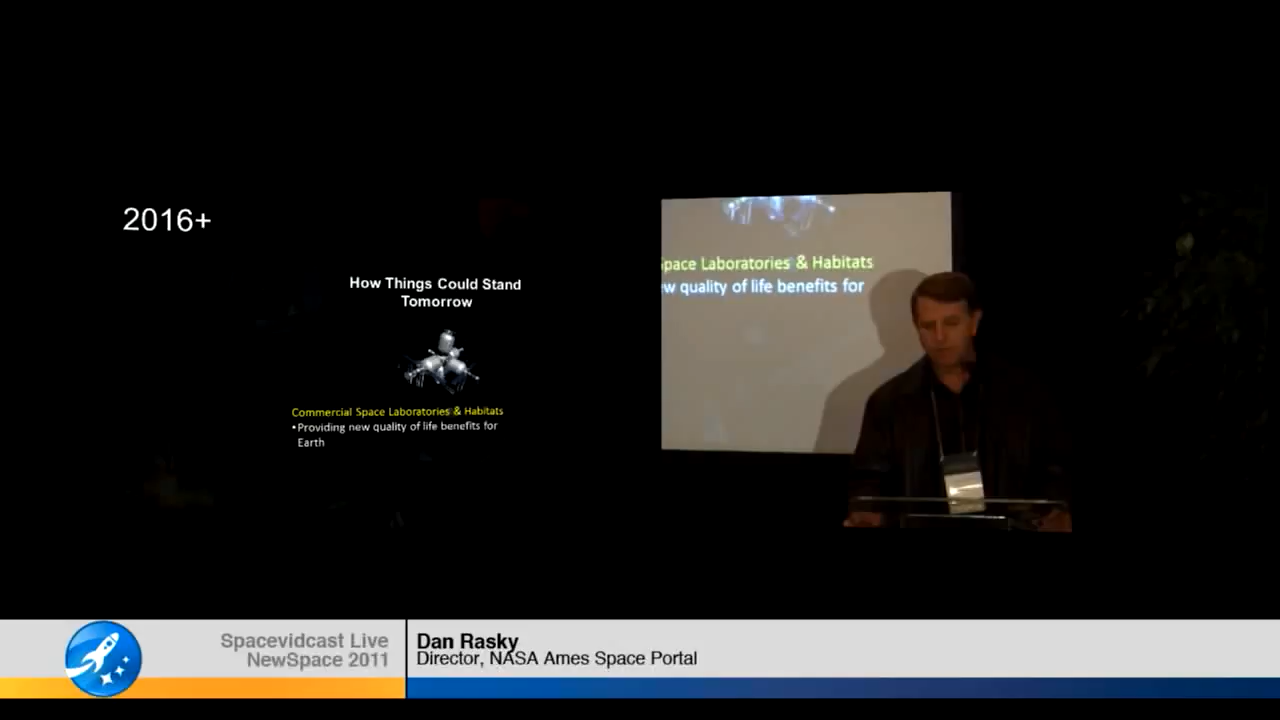 2016+
How Things Could Stand
Tomorrow
Commercial Space Laboratories & Habitats
•Providing new quality of life benefits for
Earth
Space Laboratories & Habitats
ew quality of life benefits for
Spacevidcast Live
NewSpace 2011
Dan Rasky
Director, NASA Ames Space Portal